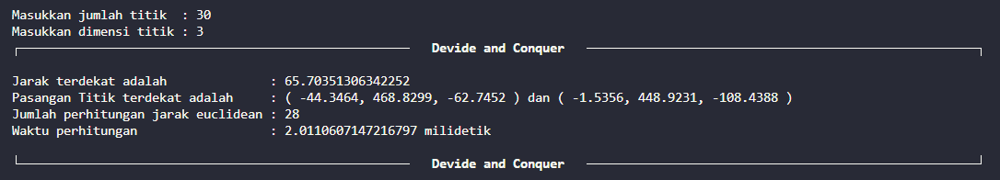 Masukkan jumlah titik : 30
Masukkan dimensi titik : 3
Devide and Conquer
Jarak terdekat adalah : 65.70351306342252
Pasangan Titik terdekat adalah : ( -44.3464, 468.8299, -62.7452 ) dan ( -1.5356, 448.9231, -108.4388 )
Jumlah perhitungan jarak euclidean : 28
Waktu perhitungan : 2.0110607147216797 milidetik
Devide and Conquer